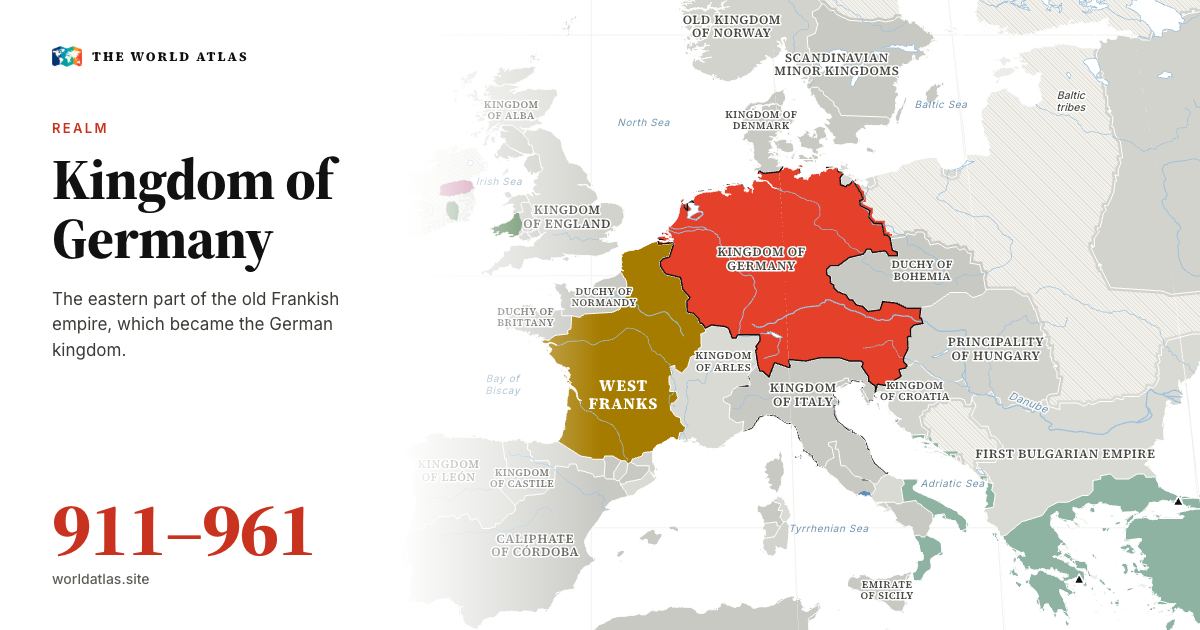 THE WORLD ATLAS
REALM
Kingdom of
Germany
The eastern part of the old Frankish
empire, which became the German
kingdom.
911–961
worldatlas.site
OLD KINGDOM
OF NORWAY
SCANDINAVIAN
MINOR KINGDOMS
KINGDOM
OF ALBA
North Sea
KINGDOM OF
DENMARK
Baltic Sea
Baltic
tribes
Irish Sea
KINGDOM
OF ENGLAND
KINGDOM OF
GERMANY
DUCHY OF
BOHEMIA
DUCHY OF
NORMANDY
DUCHY OF
BRITTANY
KINGDOM
OF ARLES
PRINCIPALITY
OF HUNGARY
Bay of
Biscay
WEST
FRANKS
KINGDOM
OF ITALY
KINGDOM
OF CROATIA
Danube
KINGDOM
OF LEÓN
KINGDOM
OF CASTILE
FIRST BULGARIAN EMPIRE
Adriatic Sea
CALIPHATE
OF CÓRDOBA
Tyrrhenian Sea
EMIRATE
OF SICILY